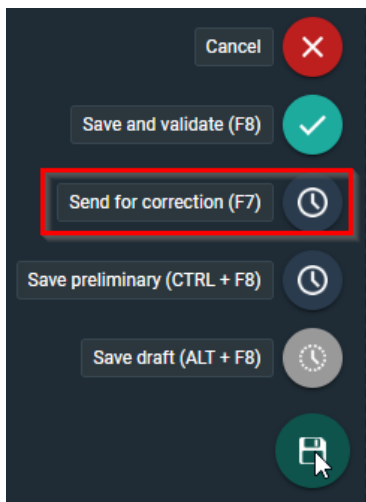 Cancel
Save and validate (F8)
Send for correction (F7)
Save preliminary (CTRL + F8)
Save draft (ALT + F8)